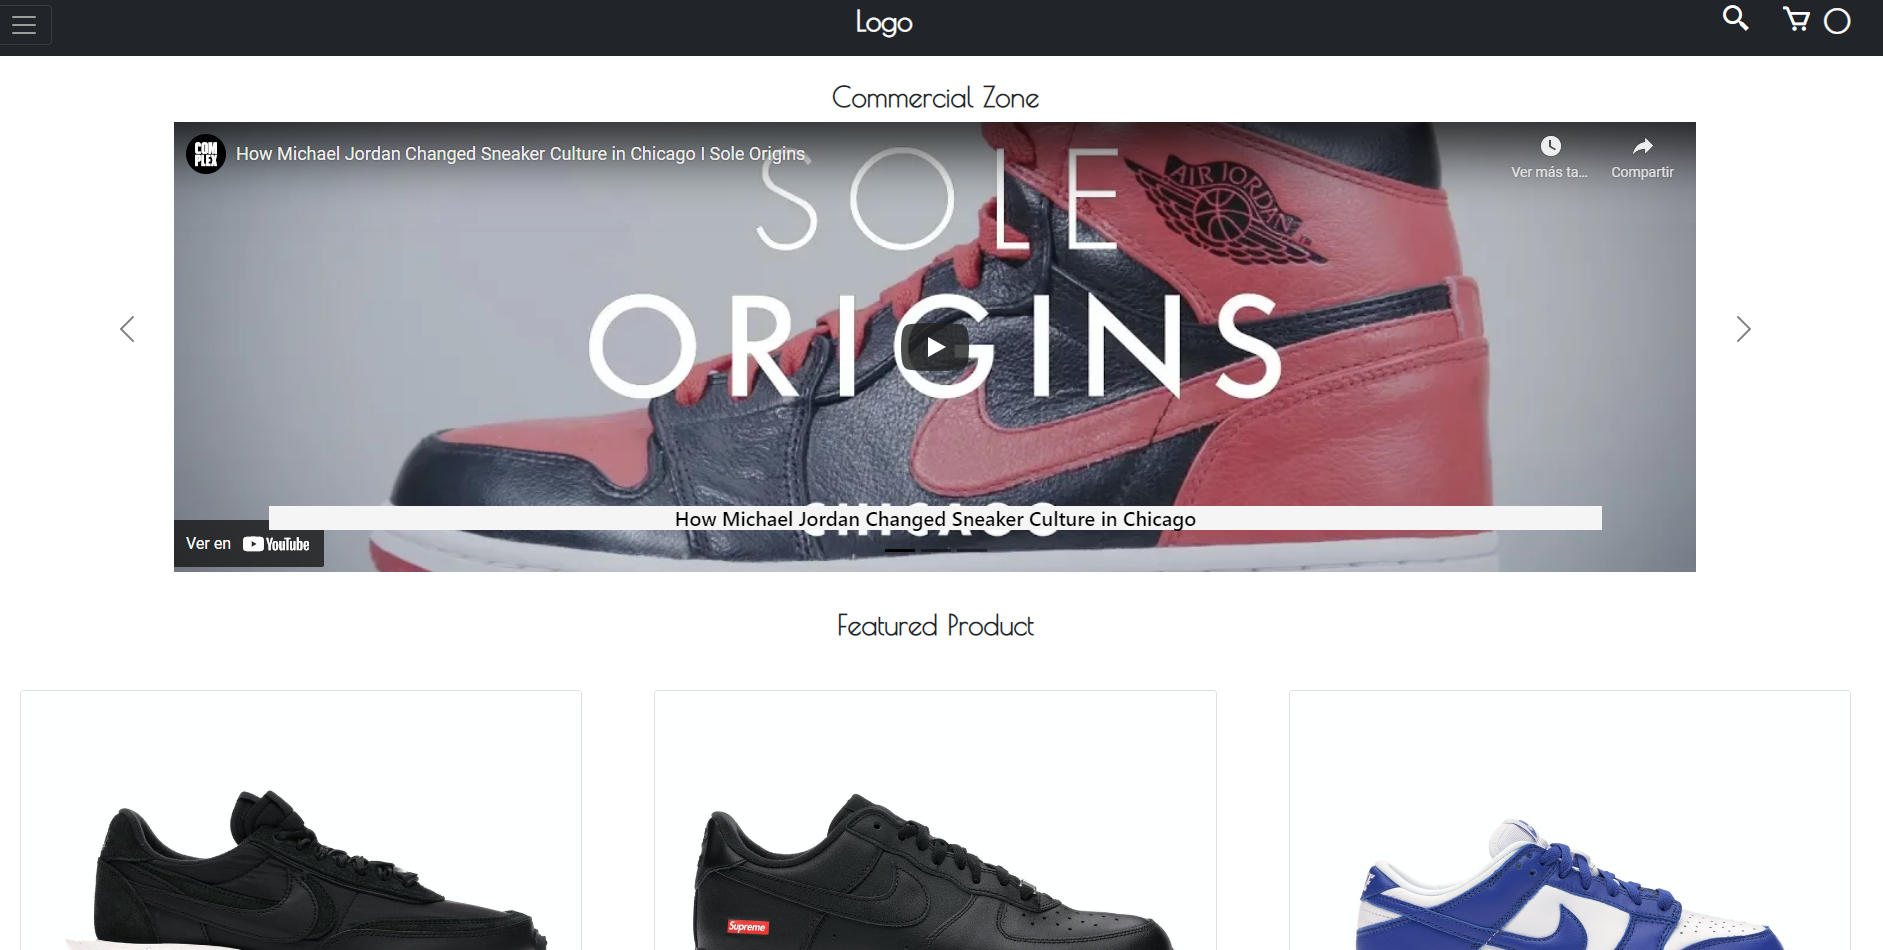 Logo
Commercial Zone
COM
PLEX
How Michael Jordan Changed Sneaker Culture in Chicago I Sole Origins
Ver más ta...
Compartir
SOLE
AIR JORDAN
ORIGINS
CHICAGO
How Michael Jordan Changed Sneaker Culture in Chicago
Ver en YouTube
Featured Product
Supreme